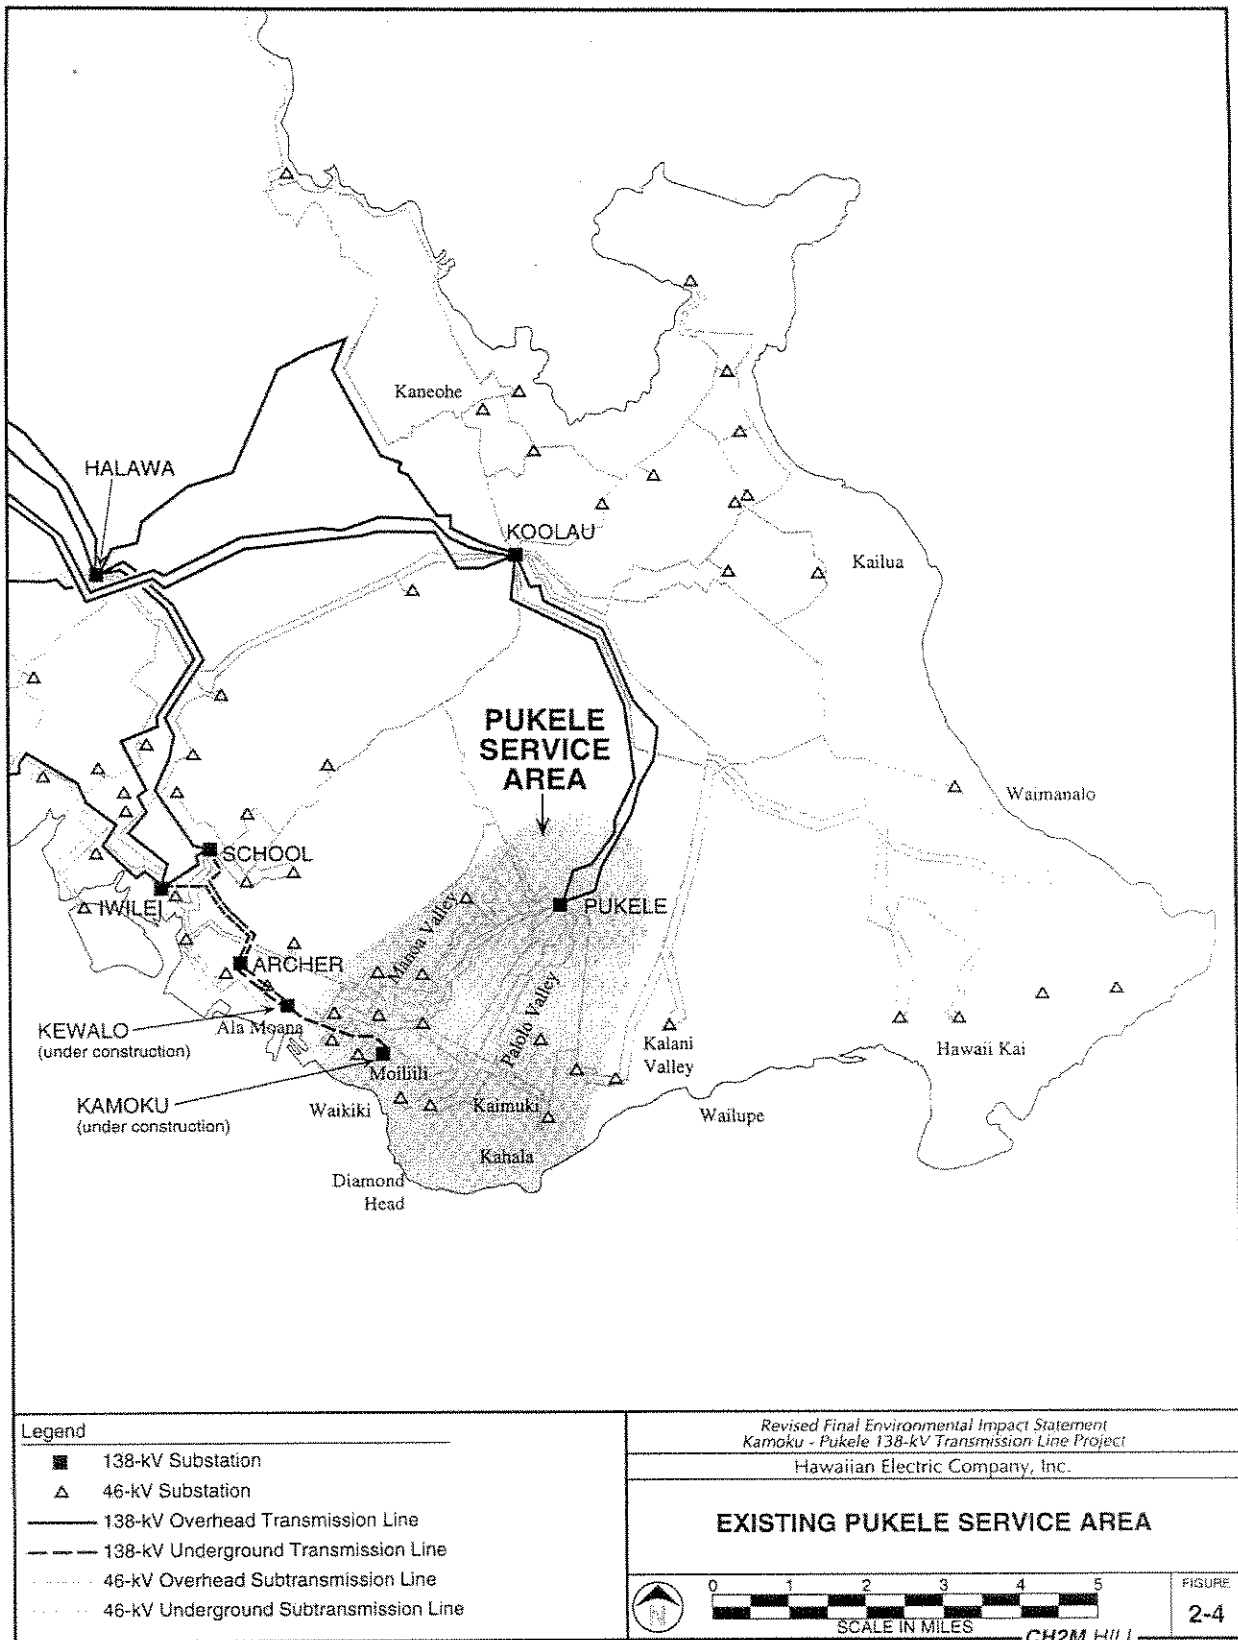 Kaneohe
HALAWA
KOOLAU
Kailua
PUKELE
SERVICE
AREA
Waimanalo
SCHOOL
IWILEI
PUKELE
Manoa Valley
ARCHER
Palolo Valley
KEWALO
(under construction)
Ala Moana
Kalani
Valley
Hawaii Kai
Moiliili
KAMOKU
(under construction)
Waikiki
Kaimuki
Wailupe
Kahala
Diamond
Head
Legend
138-kV Substation
46-kV Substation
138-kV Overhead Transmission Line
138-kV Underground Transmission Line
46-kV Overhead Subtransmission Line
46-kV Underground Subtransmission Line
Revised Final Environmental Impact Statement
Kamoku - Pukele 138-kV Transmission Line Project
Hawaiian Electric Company, Inc.
EXISTING PUKELE SERVICE AREA
N
0 1 2 3 4 5
SCALE IN MILES
FIGURE
2-4
CH2M HILL